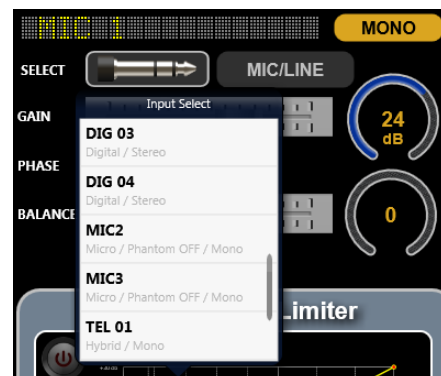 MIC 1
MONO
SELECT
MIC/LINE
Input Select
GAIN
24
dB
DIG 03
Digital / Stereo
DIG 04
Digital / Stereo
PHASE
BALANCE
0
MIC2
Micro / Phantom OFF / Mono
MIC3
Micro / Phantom OFF / Mono
TEL 01
Hybrid / Mono
Limiter